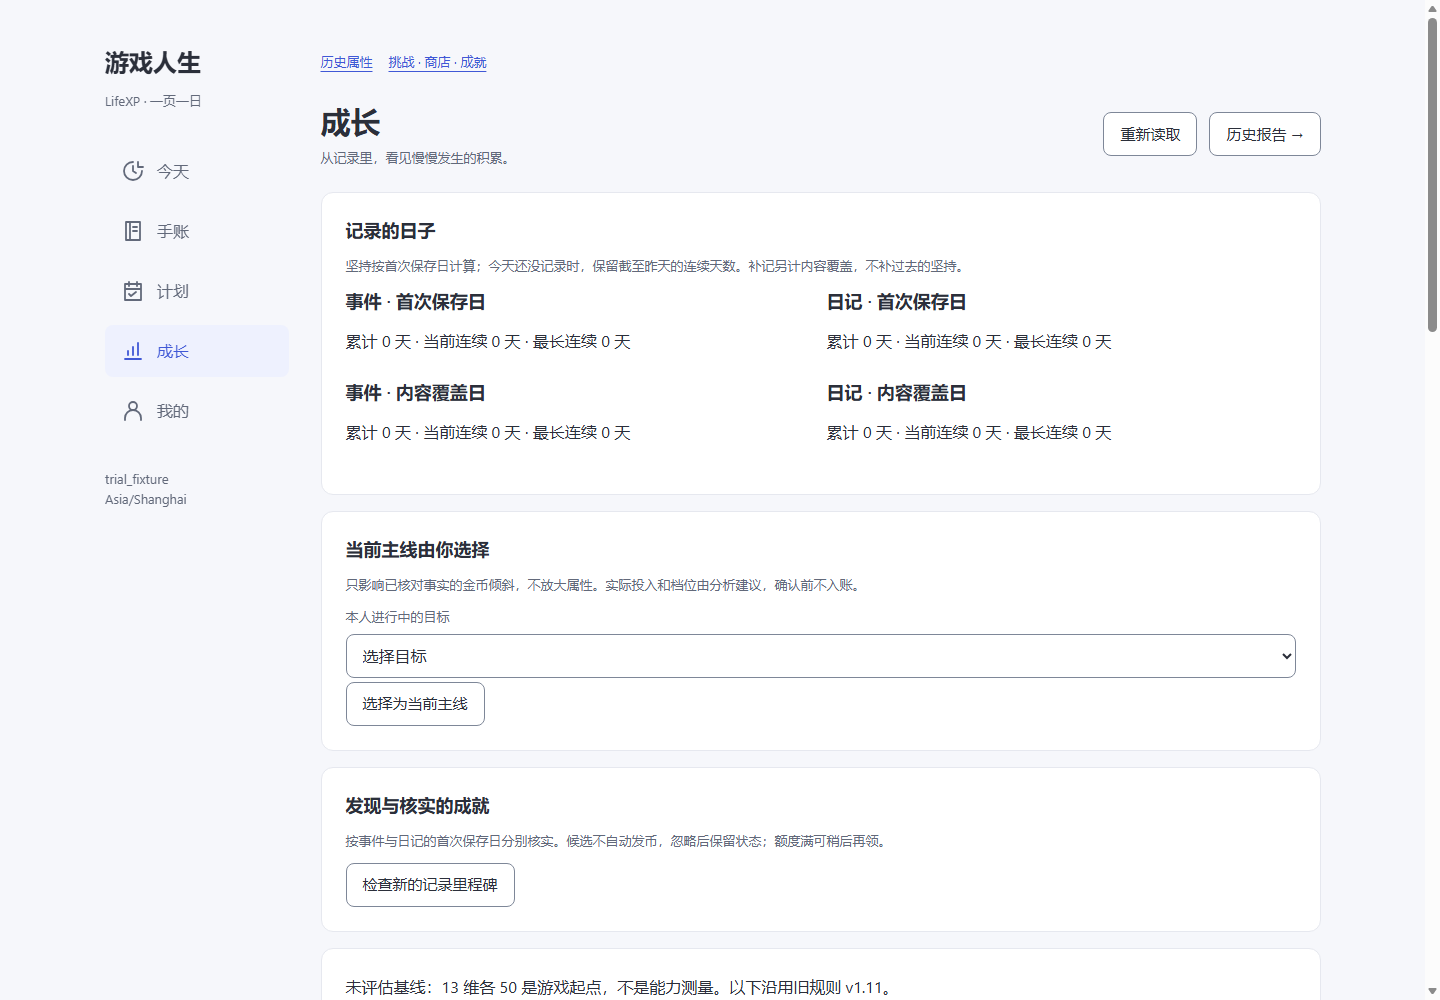 游戏人生
LifeXP · 一页一日
今天
手账
计划
成长
我的
trial_fixture
Asia/Shanghai
历史属性 挑战 · 商店 · 成就
成长
从记录里，看见慢慢发生的积累。
重新读取 历史报告 →
记录的日子
坚持按首次保存日计算；今天还没记录时，保留截至昨天的连续天数。补记另计内容覆盖，不补过去的坚持。
事件 · 首次保存日
累计 0 天 · 当前连续 0 天 · 最长连续 0 天
日记 · 首次保存日
累计 0 天 · 当前连续 0 天 · 最长连续 0 天
事件 · 内容覆盖日
累计 0 天 · 当前连续 0 天 · 最长连续 0 天
日记 · 内容覆盖日
累计 0 天 · 当前连续 0 天 · 最长连续 0 天
当前主线由你选择
只影响已核对事实的金币倾斜，不放大属性。实际投入和档位由分析建议，确认前不入账。
本人进行中的目标
选择目标
选择为当前主线
发现与核实的成就
按事件与日记的首次保存日分别核实。候选不自动发币，忽略后保留状态；额度满可稍后再领。
检查新的记录里程碑
未评估基线：13 维各 50 是游戏起点，不是能力测量。以下沿用旧规则 v1.11。